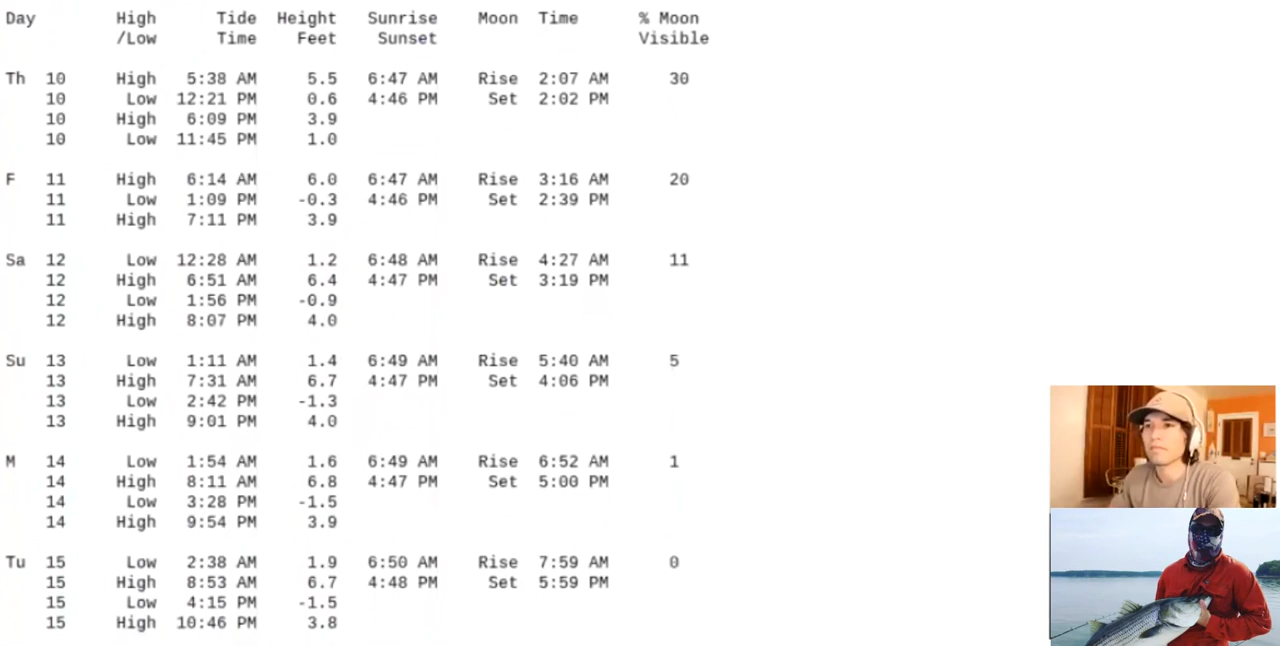 Day High Tide Height Sunrise Moon Time % Moon
/Low Time Feet Sunset Visible
Th 10 High 5:38 AM 5.5 6:47 AM Rise 2:07 AM 30
10 Low 12:21 PM 0.6 4:46 PM Set 2:02 PM
10 High 6:09 PM 3.9
10 Low 11:45 PM 1.0
F 11 High 6:14 AM 6.0 6:47 AM Rise 3:16 AM 20
11 Low 1:09 PM -0.3 4:46 PM Set 2:39 PM
11 High 7:11 PM 3.9
Sa 12 Low 12:28 AM 1.2 6:48 AM Rise 4:27 AM 11
12 High 6:51 AM 6.4 4:47 PM Set 3:19 PM
12 Low 1:56 PM -0.9
12 High 8:07 PM 4.0
Su 13 Low 1:11 AM 1.4 6:49 AM Rise 5:40 AM 5
13 High 7:31 AM 6.7 4:47 PM Set 4:06 PM
13 Low 2:42 PM -1.3
13 High 9:01 PM 4.0
M 14 Low 1:54 AM 1.6 6:49 AM Rise 6:52 AM 1
14 High 8:11 AM 6.8 4:47 PM Set 5:00 PM
14 Low 3:28 PM -1.5
14 High 9:54 PM 3.9
Tu 15 Low 2:38 AM 1.9 6:50 AM Rise 7:59 AM 0
15 High 8:53 AM 6.7 4:48 PM Set 5:59 PM
15 Low 4:15 PM -1.5
15 High 10:46 PM 3.8